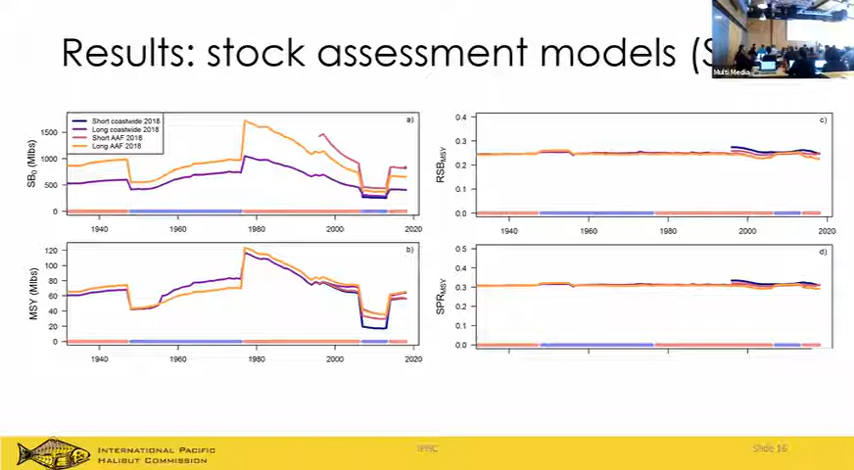 Results: stock assessment models (S
Multi Media
Short coastwide 2018
Long coastwide 2018
Short AAF 2018
Long AAF 2018
a)
SB₀ (Mlbs)
1500
1000
500
0
1940 1960 1980 2000 2020
b)
MSY (Mlbs)
120
100
80
60
40
20
0
1940 1960 1980 2000 2020
c)
RSB MSY
0.4
0.3
0.2
0.1
0.0
1940 1960 1980 2000 2020
d)
SPR MSY
0.5
0.4
0.3
0.2
0.1
0.0
1940 1960 1980 2000 2020
INTERNATIONAL PACIFIC
HALIBUT COMMISSION
IPHC
Slide 16